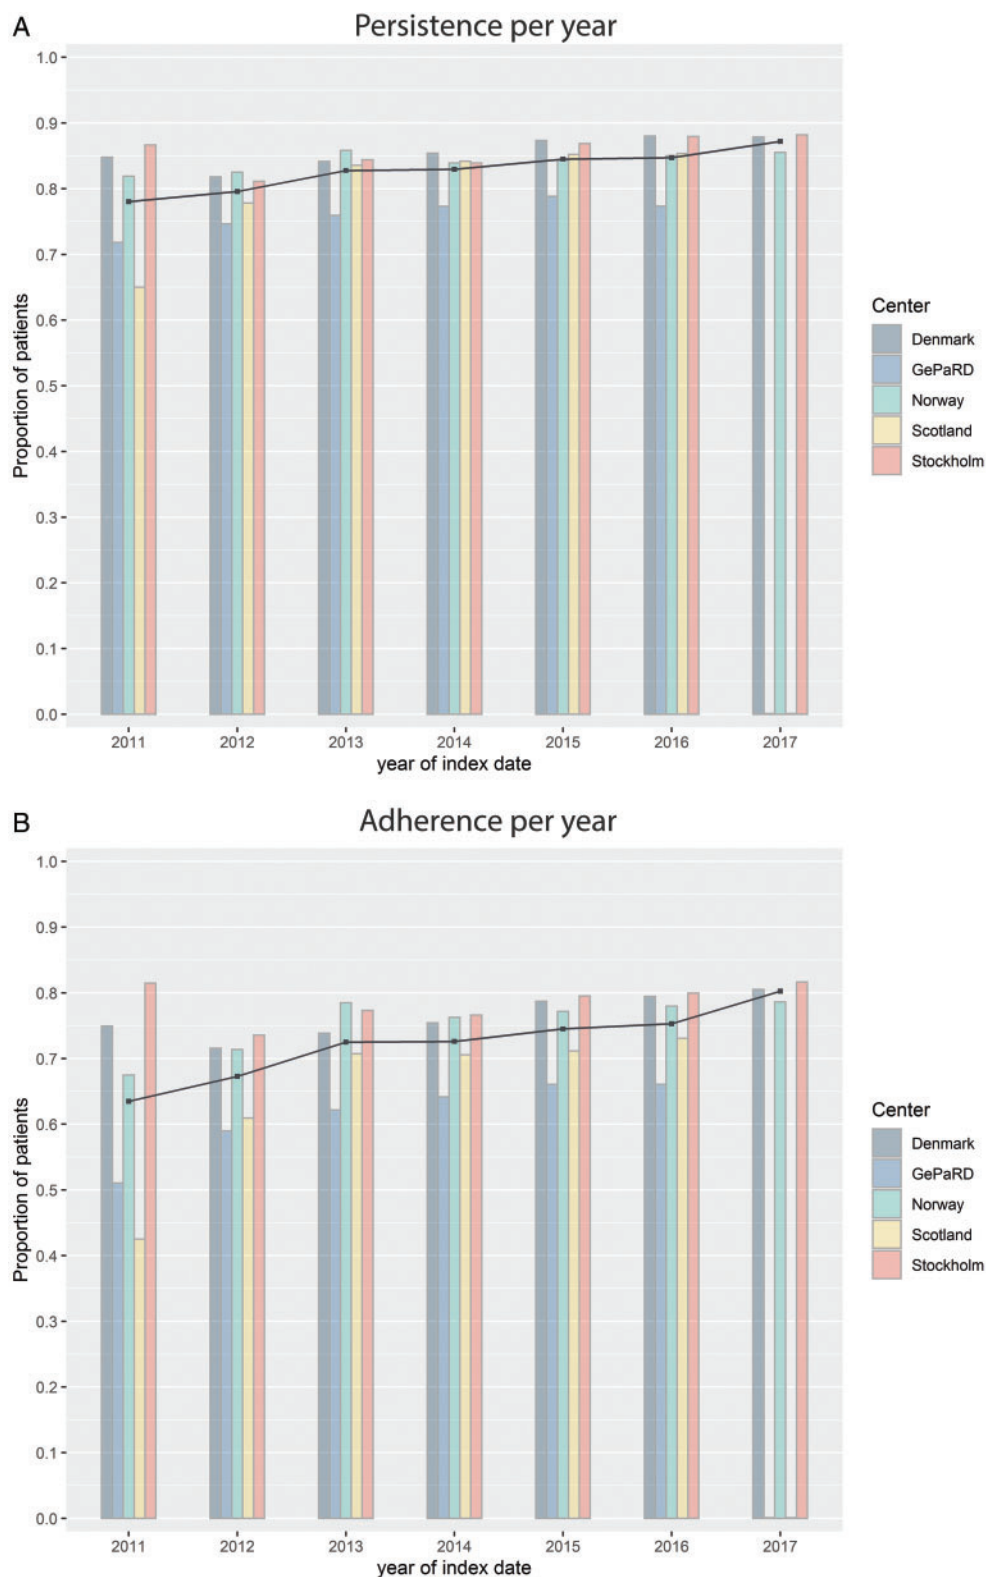 A
Persistence per year
Proportion of patients
1.0
0.9
0.8
0.7
0.6
0.5
0.4
0.3
0.2
0.1
0.0
2011 2012 2013 2014 2015 2016 2017
year of index date
Center
Denmark
GePaRD
Norway
Scotland
Stockholm
B
Adherence per year
Proportion of patients
1.0
0.9
0.8
0.7
0.6
0.5
0.4
0.3
0.2
0.1
0.0
2011 2012 2013 2014 2015 2016 2017
year of index date
Center
Denmark
GePaRD
Norway
Scotland
Stockholm